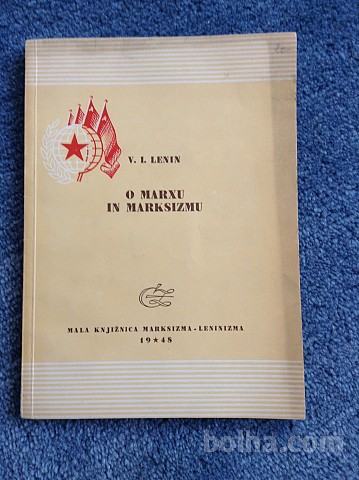 V. I. LENIN
O MARXU
IN MARKSIZMU
MALA KNJIŽNICA MARKSIZMA-LENINIZMA
19★48
bolha.com